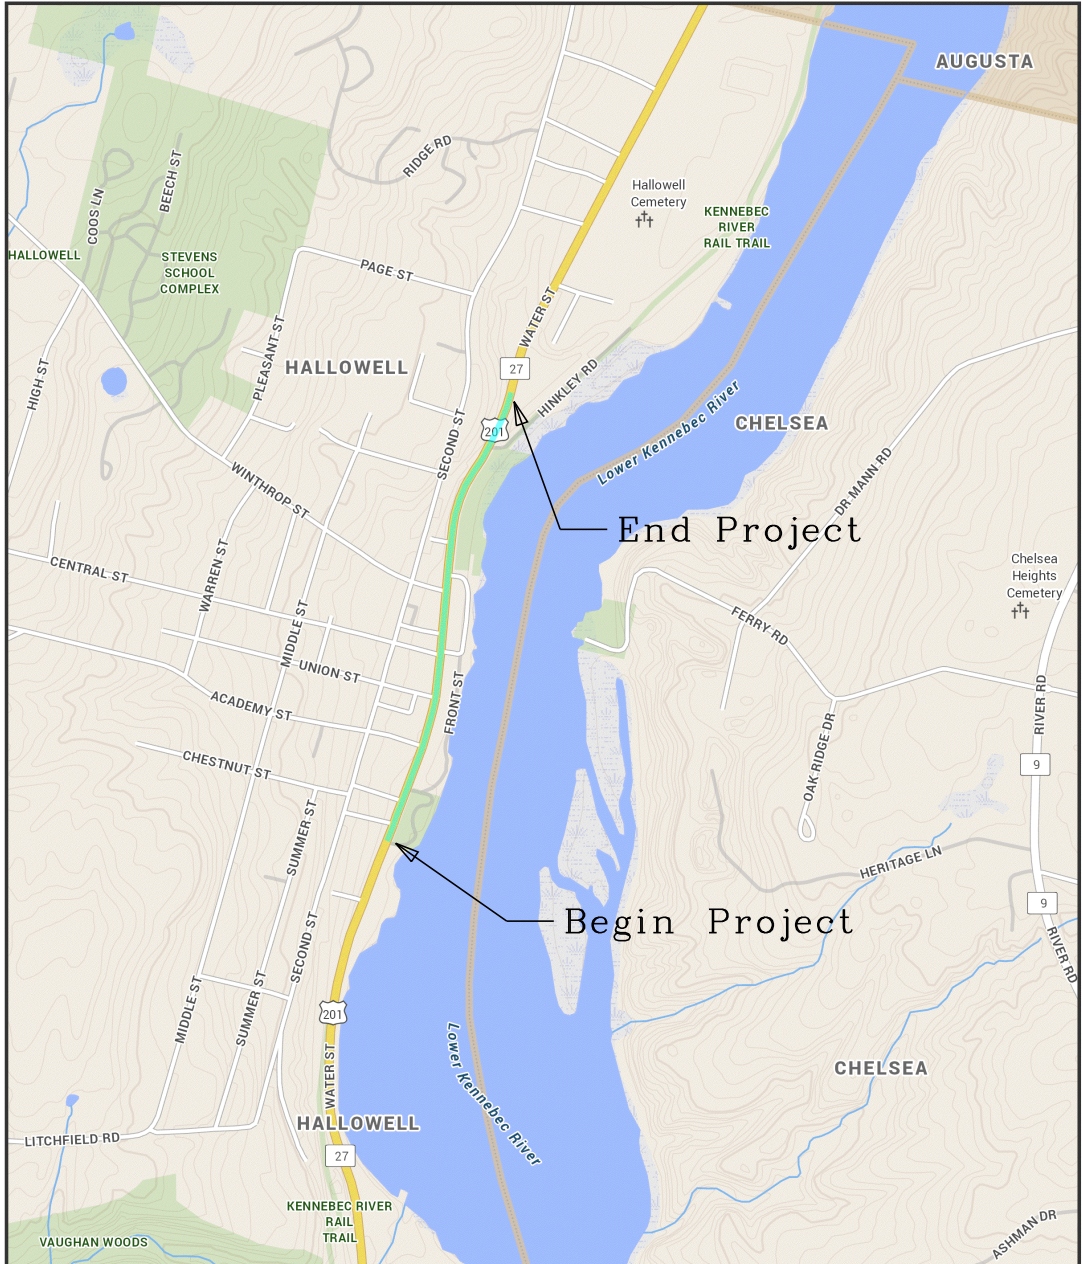 AUGUSTA
RIDGE RD
BEECH ST
COOS LN
Hallowell
Cemetery
KENNEBEC
RIVER
RAIL TRAIL
HALLOWELL
STEVENS
SCHOOL
COMPLEX
PAGE ST
WATER ST
PLEASANT ST
HIGH ST
HALLOWELL
27
HINKLEY RD
201
SECOND ST
Lower Kennebec River
CHELSEA
WINTHROP ST
DR MANN RD
End Project
CENTRAL ST
WARREN ST
Chelsea
Heights
Cemetery
MIDDLE ST
FERRY RD
UNION ST
FRONT ST
ACADEMY ST
RIVER RD
OAK RIDGE DR
CHESTNUT ST
9
SUMMER ST
HERITAGE LN
9
Begin Project
SECOND ST
RIVER RD
MIDDLE ST
SUMMER ST
201
WATER ST
Lower Kennebec River
CHELSEA
HALLOWELL
LITCHFIELD RD
27
KENNEBEC RIVER
RAIL
TRAIL
VAUGHAN WOODS
ASHMAN DR